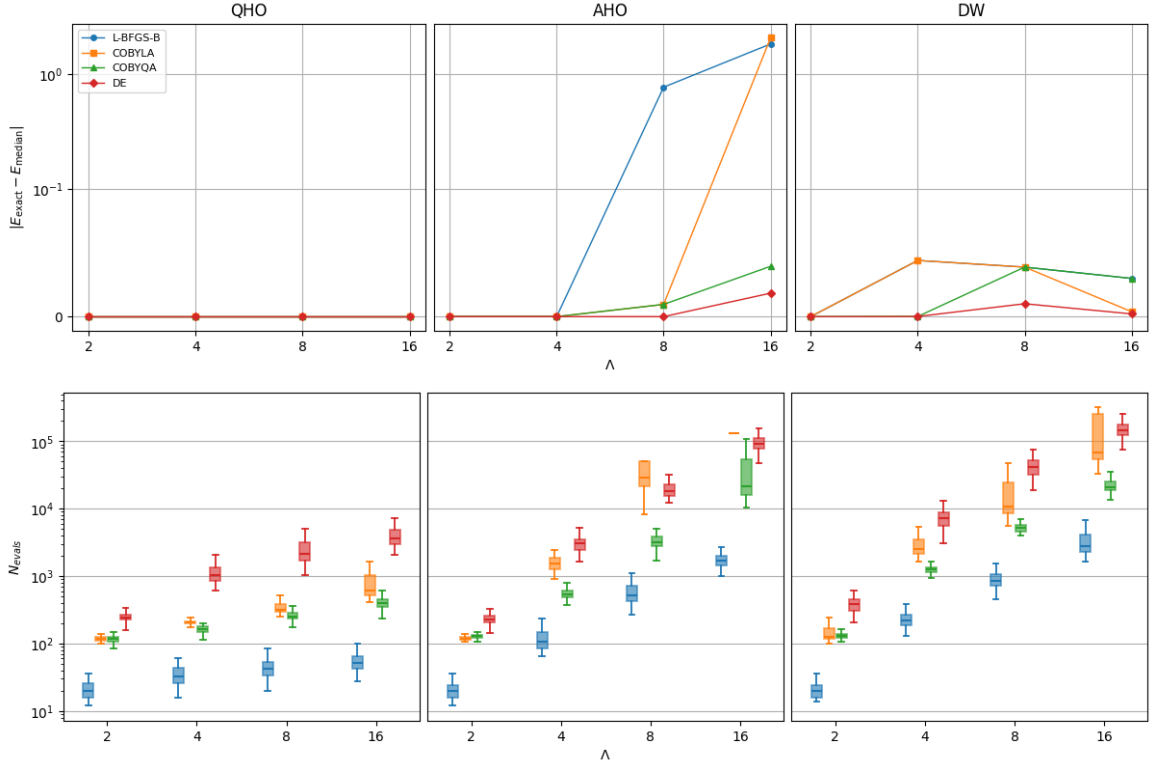 QHO
AHO
DW
L-BFGS-B
COBYLA
COBYQA
DE
|E_exact − E_median|
10⁰
10⁻¹
0
2 4 8 16
2 4 8 16
2 4 8 16
Λ
N_evals
10⁵
10⁴
10³
10²
10¹
2 4 8 16
2 4 8 16
2 4 8 16
Λ